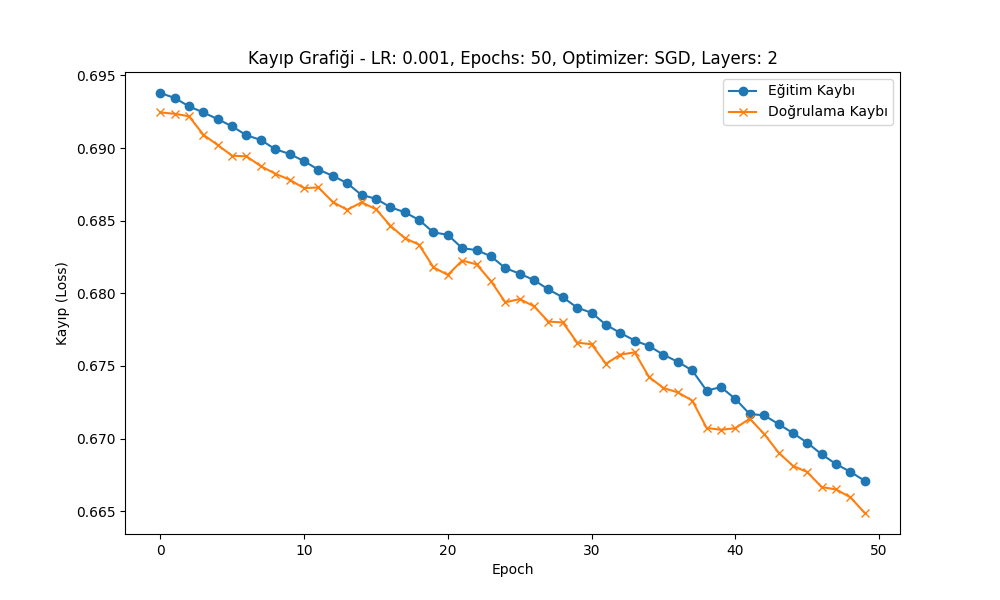 Kayıp Grafiği - LR: 0.001, Epochs: 50, Optimizer: SGD, Layers: 2
Eğitim Kaybı
Doğrulama Kaybı
0.695
0.690
0.685
0.680
0.675
0.670
0.665
Kayıp (Loss)
0 10 20 30 40 50
Epoch